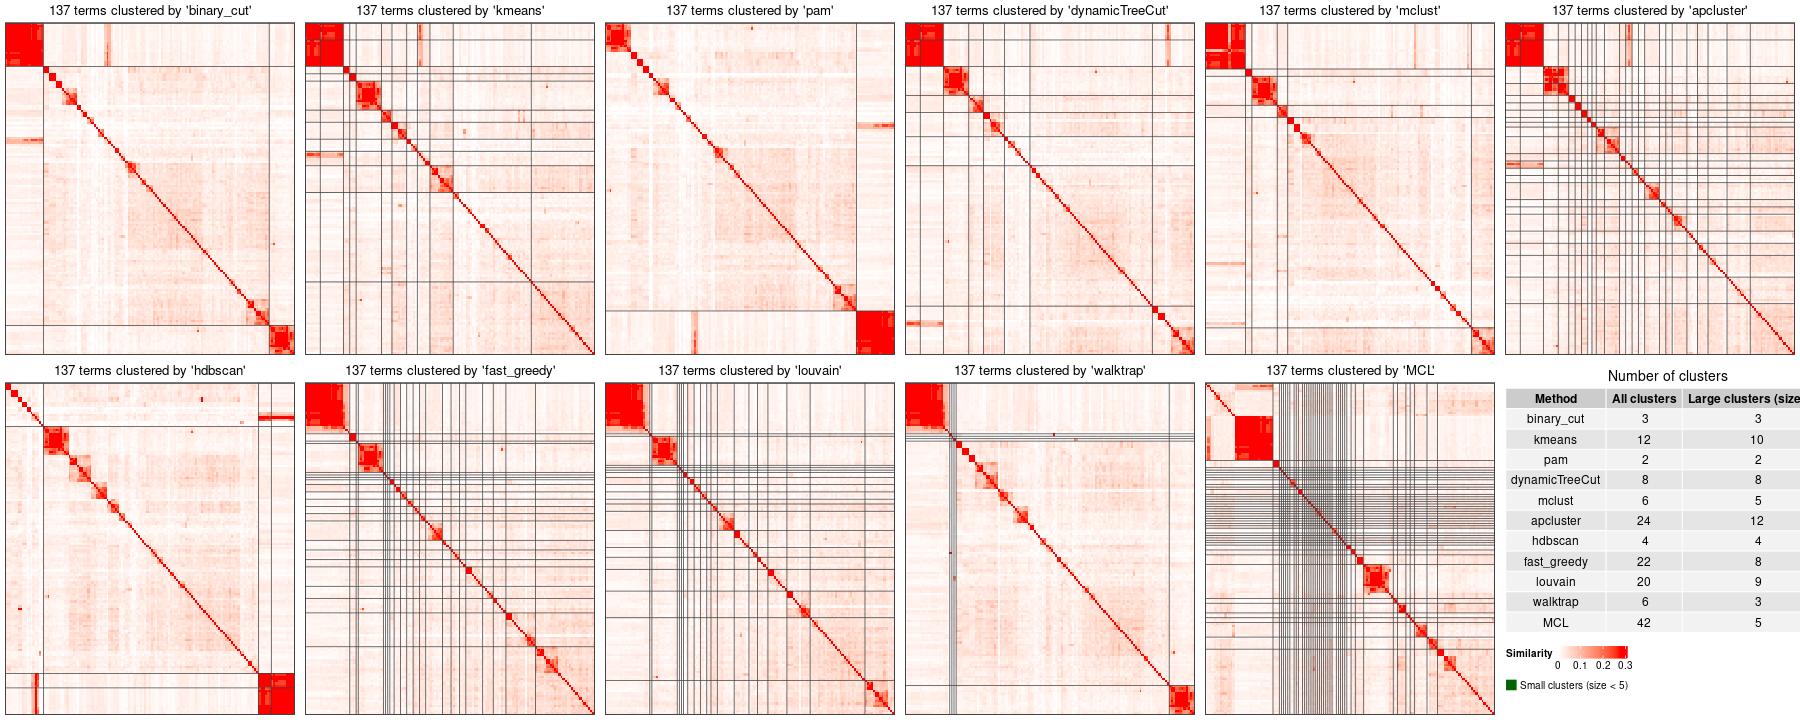 137 terms clustered by 'binary_cut'
137 terms clustered by 'kmeans'
137 terms clustered by 'pam'
137 terms clustered by 'dynamicTreeCut'
137 terms clustered by 'mclust'
137 terms clustered by 'apcluster'
137 terms clustered by 'hdbscan'
137 terms clustered by 'fast_greedy'
137 terms clustered by 'louvain'
137 terms clustered by 'walktrap'
137 terms clustered by 'MCL'
Number of clusters
Method All clusters Large clusters (size
binary_cut 3 3
kmeans 12 10
pam 2 2
dynamicTreeCut 8 8
mclust 6 5
apcluster 24 12
hdbscan 4 4
fast_greedy 22 8
louvain 20 9
walktrap 6 3
MCL 42 5
Similarity
0 0.1 0.2 0.3
Small clusters (size < 5)